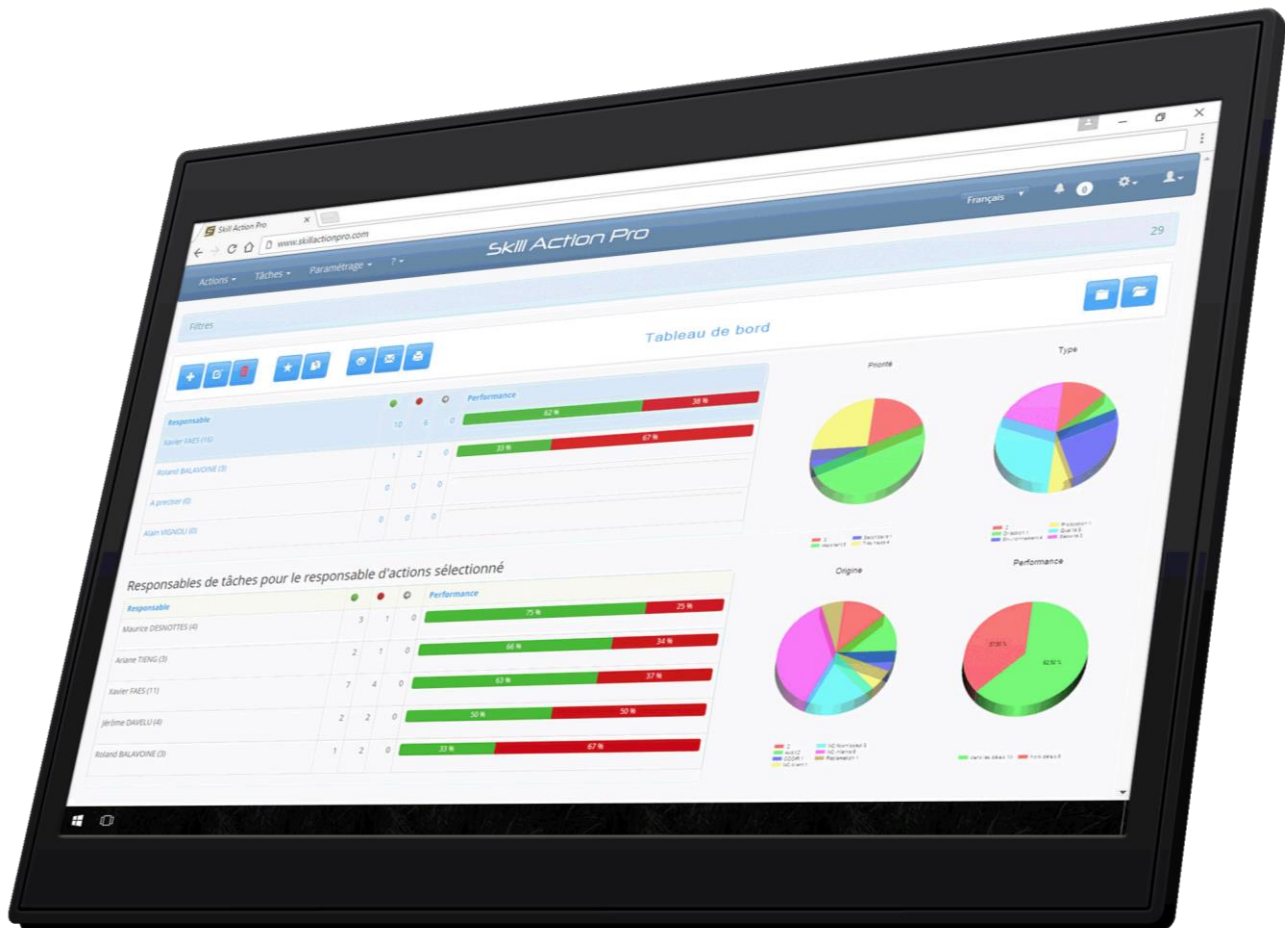 Skill Action Pro
www.skillactionpro.com
Actions Tâches Paramétrage ? Skill Action Pro Français 0
Filtres 29
Tableau de bord
Responsable Performance
Xavier FAES (16) 10 6 0 62 % 38 %
Roland BALAVOINE (3) 1 2 0 33 % 67 %
A préciser (0) 0 0 0
Alain VIGNOU (0) 0 0 0
Priorité
Type
Responsables de tâches pour le responsable d'actions sélectionné
Responsable Performance
Maurice DESNOTTES (4) 3 1 0 75 % 25 %
Ariane TIENG (3) 2 1 0 66 % 34 %
Xavier FAES (11) 7 4 0 63 % 37 %
Jérôme DAVELU (4) 2 2 0 50 % 50 %
Roland BALAVOINE (3) 1 2 0 33 % 67 %
Origine
Performance